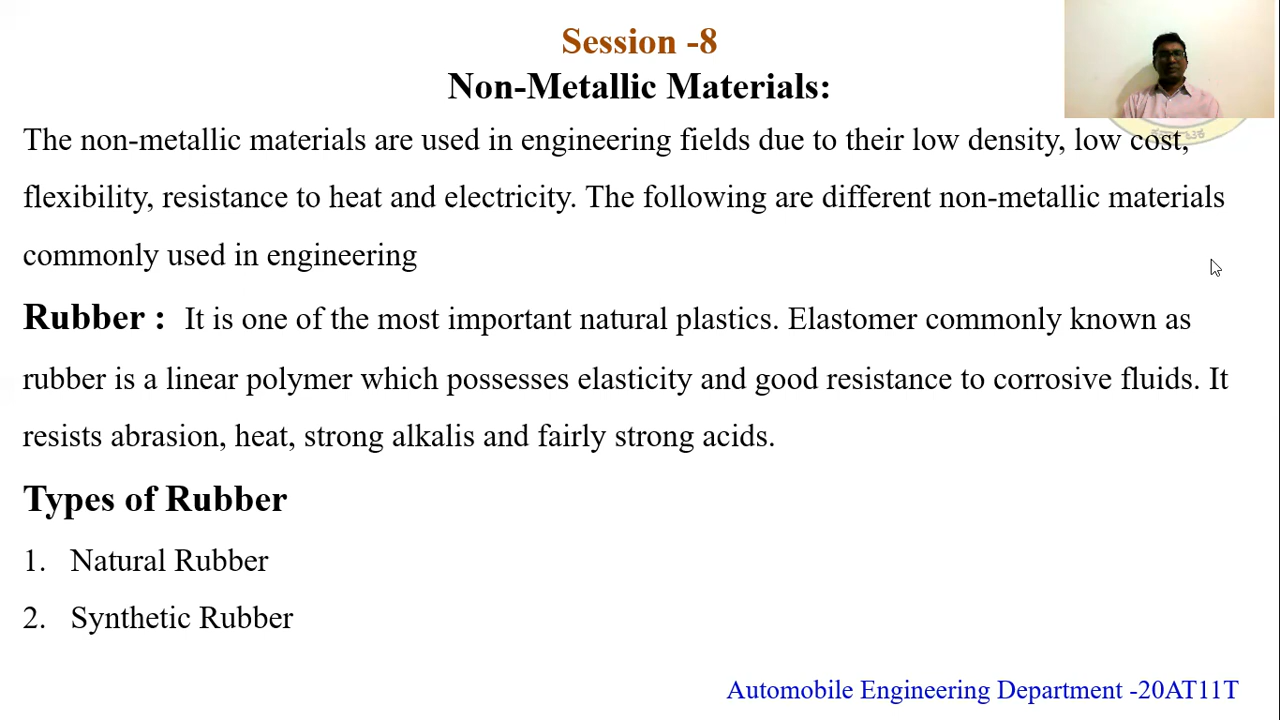 Session -8
Non-Metallic Materials:
The non-metallic materials are used in engineering fields due to their low density, low cost,
flexibility, resistance to heat and electricity. The following are different non-metallic materials
commonly used in engineering
Rubber : It is one of the most important natural plastics. Elastomer commonly known as
rubber is a linear polymer which possesses elasticity and good resistance to corrosive fluids. It
resists abrasion, heat, strong alkalis and fairly strong acids.
Types of Rubber
1. Natural Rubber
2. Synthetic Rubber
Automobile Engineering Department -20AT11T